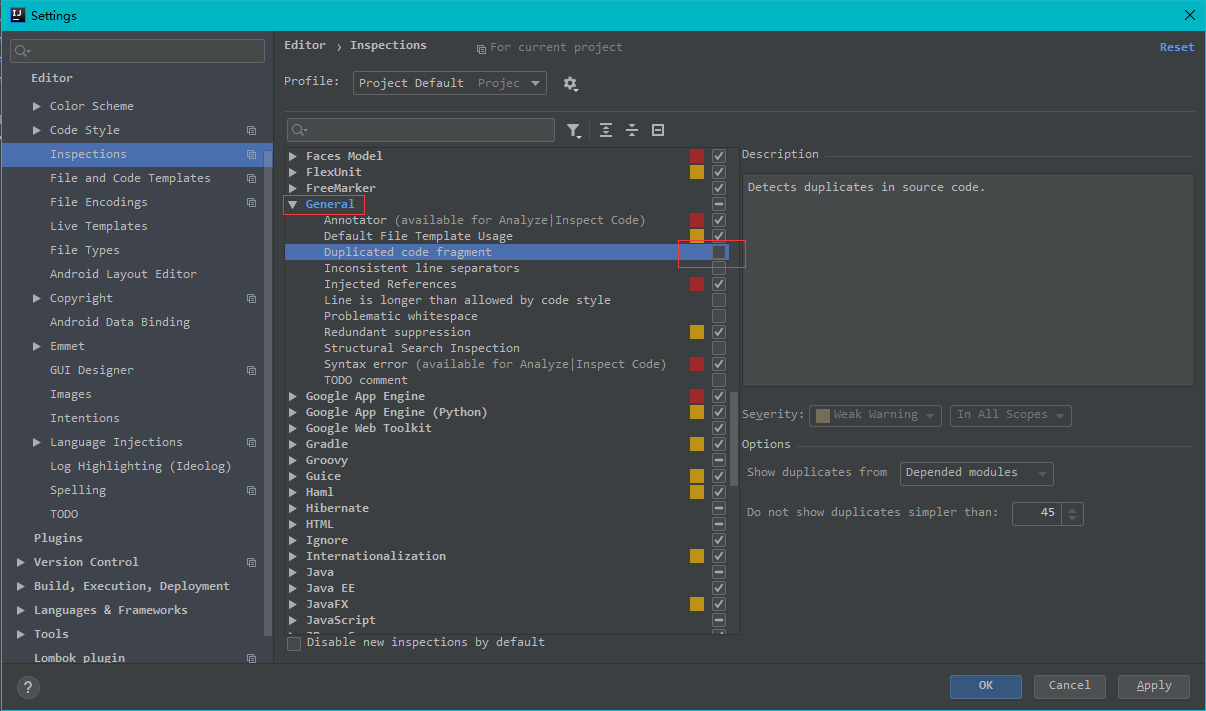 IJ Settings
Editor
Color Scheme
Code Style
Inspections
File and Code Templates
File Encodings
Live Templates
File Types
Android Layout Editor
Copyright
Android Data Binding
Emmet
GUI Designer
Images
Intentions
Language Injections
Log Highlighting (Ideolog)
Spelling
TODO
Plugins
Version Control
Build, Execution, Deployment
Languages & Frameworks
Tools
Lombok plugin
?
Editor › Inspections For current project Reset
Profile: Project Default Projec
Faces Model
FlexUnit
FreeMarker
General
Annotator (available for Analyze|Inspect Code)
Default File Template Usage
Duplicated code fragment
Inconsistent line separators
Injected References
Line is longer than allowed by code style
Problematic whitespace
Redundant suppression
Structural Search Inspection
Syntax error (available for Analyze|Inspect Code)
TODO comment
Google App Engine
Google App Engine (Python)
Google Web Toolkit
Gradle
Groovy
Guice
Haml
Hibernate
HTML
Ignore
Internationalization
Java
Java EE
JavaFX
JavaScript
Disable new inspections by default
Description
Detects duplicates in source code.
Severity: Weak Warning In All Scopes
Options
Show duplicates from Depended modules
Do not show duplicates simpler than: 45
OK Cancel Apply